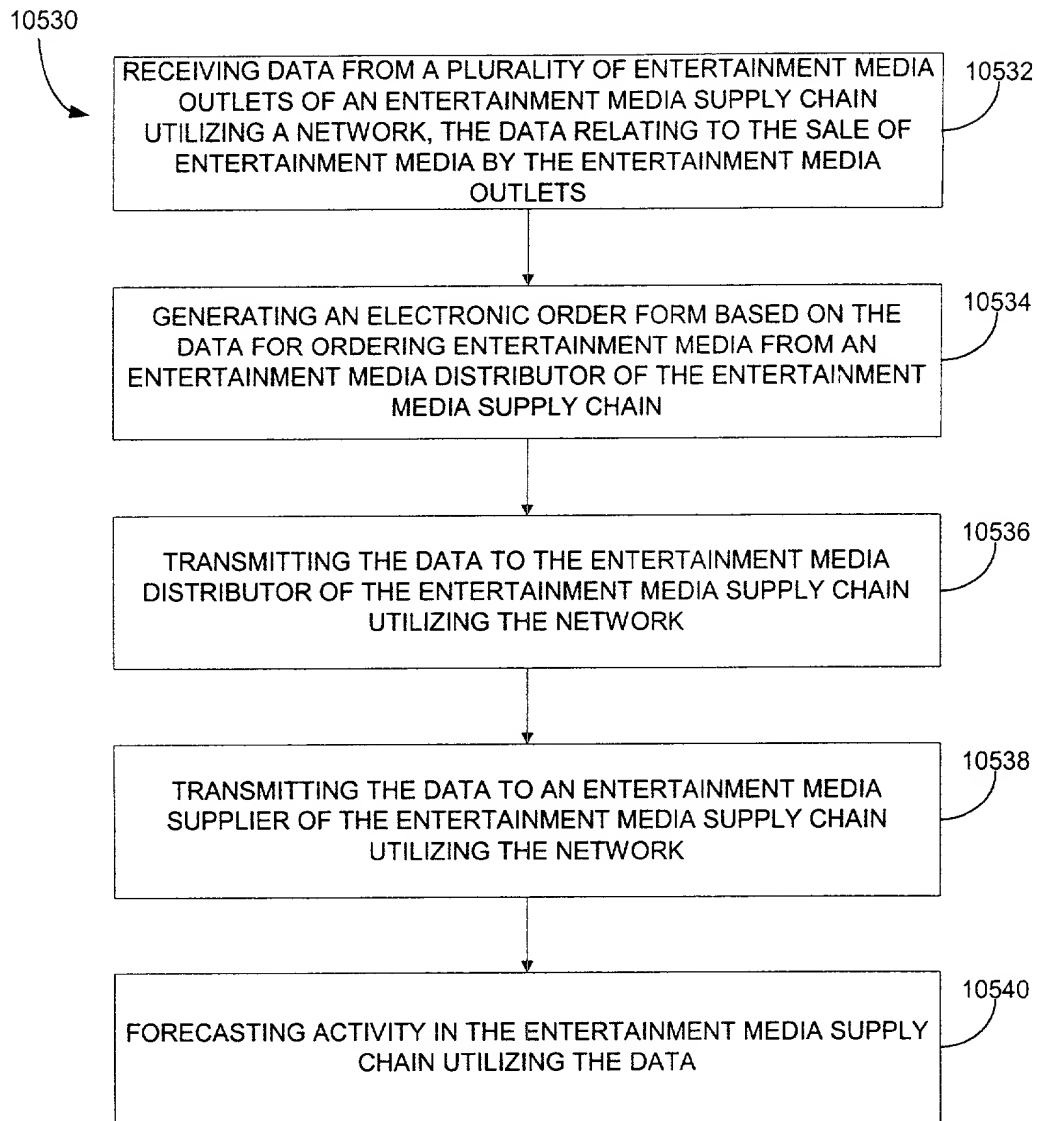 10530
RECEIVING DATA FROM A PLURALITY OF ENTERTAINMENT MEDIA
OUTLETS OF AN ENTERTAINMENT MEDIA SUPPLY CHAIN
UTILIZING A NETWORK, THE DATA RELATING TO THE SALE OF
ENTERTAINMENT MEDIA BY THE ENTERTAINMENT MEDIA
OUTLETS
10532
GENERATING AN ELECTRONIC ORDER FORM BASED ON THE
DATA FOR ORDERING ENTERTAINMENT MEDIA FROM AN
ENTERTAINMENT MEDIA DISTRIBUTOR OF THE ENTERTAINMENT
MEDIA SUPPLY CHAIN
10534
TRANSMITTING THE DATA TO THE ENTERTAINMENT MEDIA
DISTRIBUTOR OF THE ENTERTAINMENT MEDIA SUPPLY CHAIN
UTILIZING THE NETWORK
10536
TRANSMITTING THE DATA TO AN ENTERTAINMENT MEDIA
SUPPLIER OF THE ENTERTAINMENT MEDIA SUPPLY CHAIN
UTILIZING THE NETWORK
10538
FORECASTING ACTIVITY IN THE ENTERTAINMENT MEDIA SUPPLY
CHAIN UTILIZING THE DATA
10540